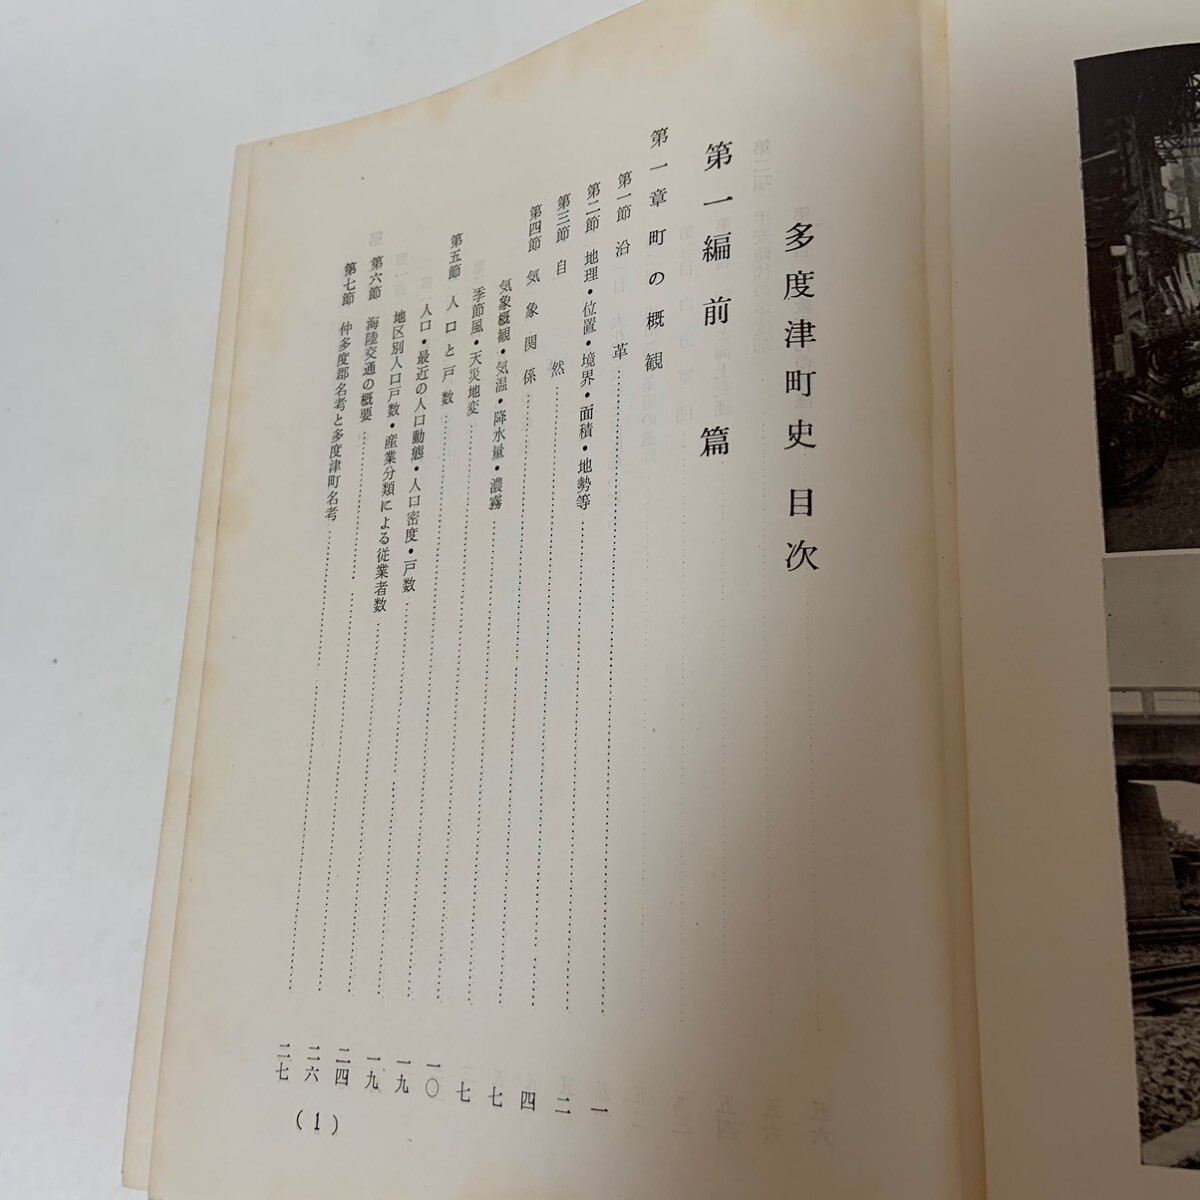 多度津町史 目次
第一編 前篇
第一章 町の概観
第一節 沿革……一
第二節 地理・位置・境界・面積・地勢等……二
第三節 自然……四
第四節 気象関係……七
気象概観・気温・降水量・濃霧……七
季節風・天災地変……一〇
第五節 人口と戸数……一九
人口・最近の人口動態・人口密度・戸数……一九
地区別人口戸数・産業分類による従業者数……二四
第六節 海陸交通の概要……二六
第七節 仲多度郡名考と多度津町名考……二七
(1)